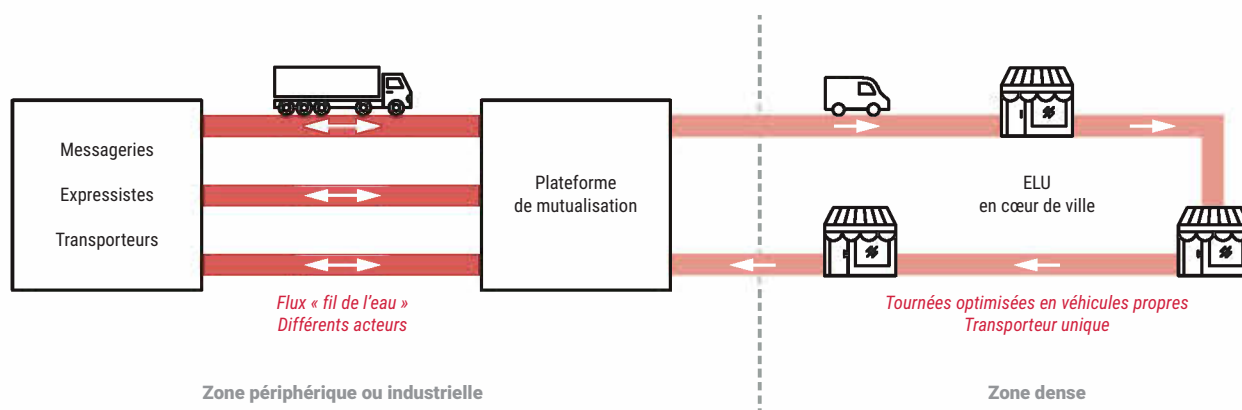 Messageries
Expressistes
Transporteurs
Plateforme
de mutualisation
ELU
en cœur de ville
Flux « fil de l'eau »
Différents acteurs
Tournées optimisées en véhicules propres
Transporteur unique
Zone périphérique ou industrielle
Zone dense